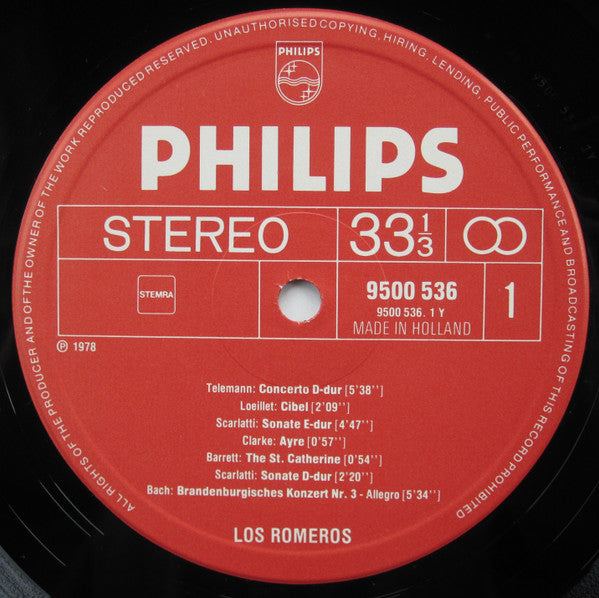 ALL RIGHTS OF THE PRODUCER AND OF THE OWNER OF THE WORK REPRODUCED RESERVED. UNAUTHORISED COPYING, HIRING, LENDING, PUBLIC PERFORMANCE AND BROADCASTING OF THIS RECORD PROHIBITED
PHILIPS
PHILIPS
STEREO 33 1/3
STEMRA
9500 536 1
9500 536. 1 Y
MADE IN HOLLAND
Ⓟ 1978
Telemann: Concerto D-dur [5'38'']
Loeillet: Cibel [2'09'']
Scarlatti: Sonate E-dur [4'47'']
Clarke: Ayre [0'57'']
Barrett: The St. Catherine [0'54'']
Scarlatti: Sonate D-dur [2'20'']
Bach: Brandenburgisches Konzert Nr. 3 - Allegro [5'34'']
LOS ROMEROS